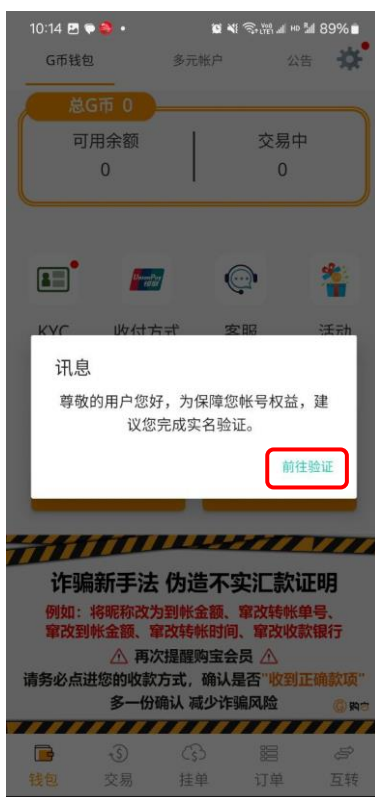 10:14 HD 89%
G币钱包 多元帐户 公告
总G币 0
可用余额 交易中
0 0
KYC 收付方式 客服 活动
讯息
尊敬的用户您好，为保障您帐号权益，建
议您完成实名验证。
前往验证
诈骗新手法 伪造不实汇款证明
例如：将昵称改为到帐金额、窜改转帐单号、
窜改到帐金额、窜改转帐时间、窜改收款银行
再次提醒购宝会员
请务必点进您的收款方式，确认是否"收到正确款项"
多一份确认 减少诈骗风险
购宝
钱包 交易 挂单 订单 互转